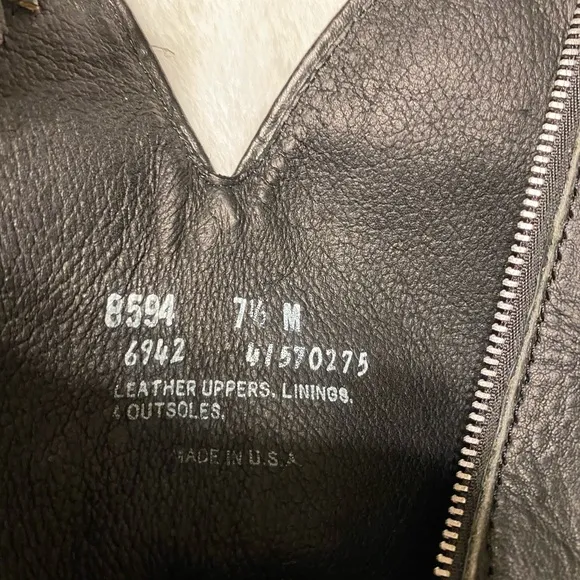 8594 7½ M
6942 41570275
LEATHER UPPERS, LININGS,
& OUTSOLES.
MADE IN U.S.A.